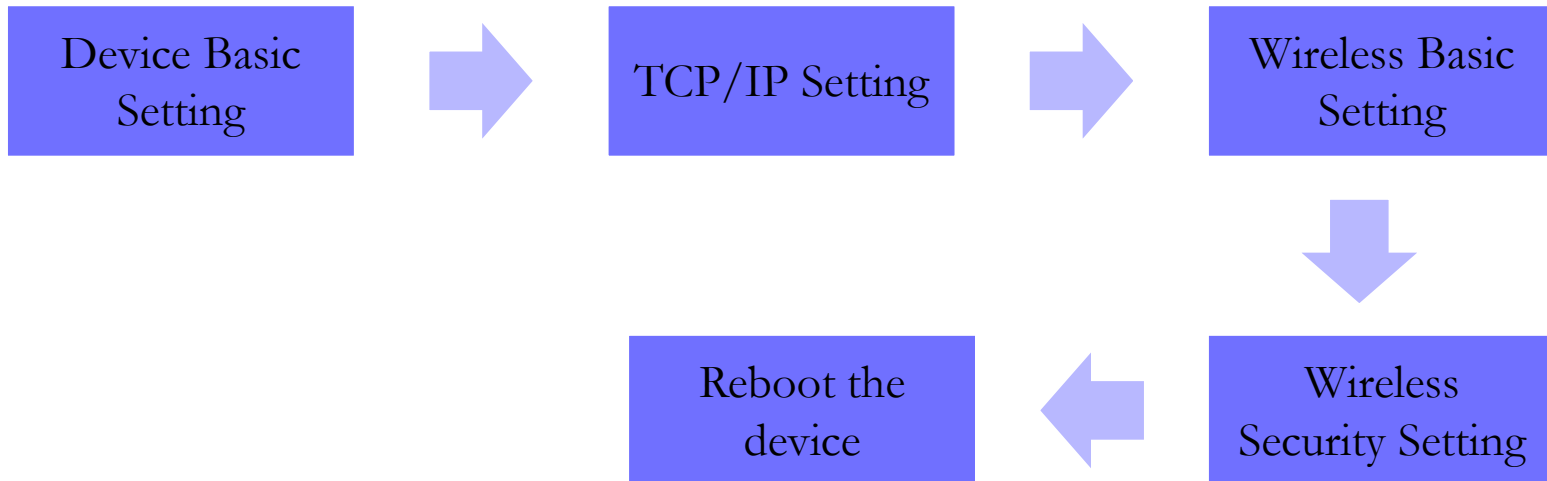 Device Basic
Setting
TCP/IP Setting
Wireless Basic
Setting
Wireless
Security Setting
Reboot the
device